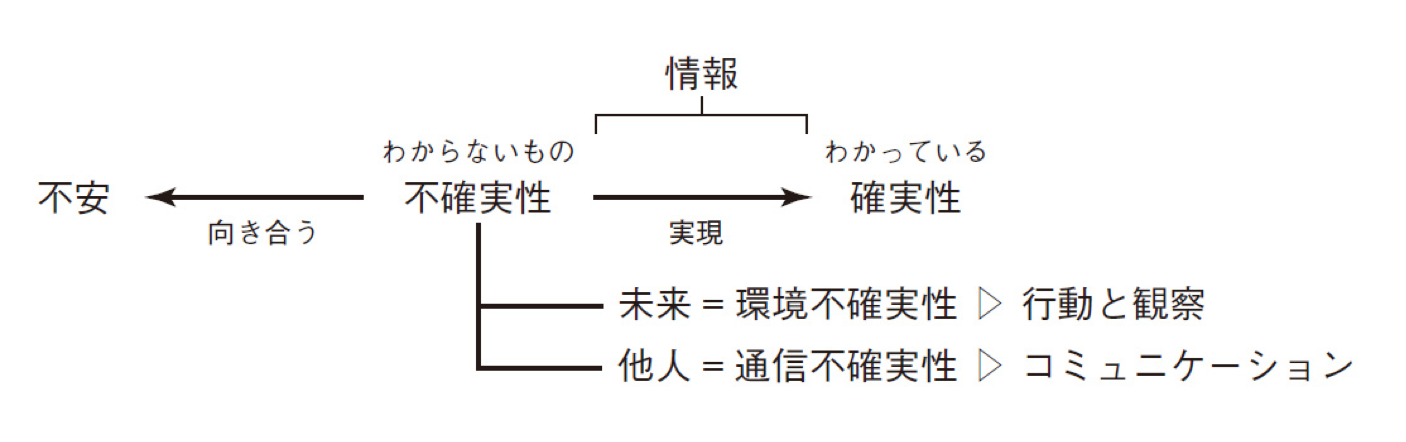 情報
わからないもの
わかっている
不安
不確実性
確実性
向き合う
実現
未来 = 環境不確実性 ▷ 行動と観察
他人 = 通信不確実性 ▷ コミュニケーション